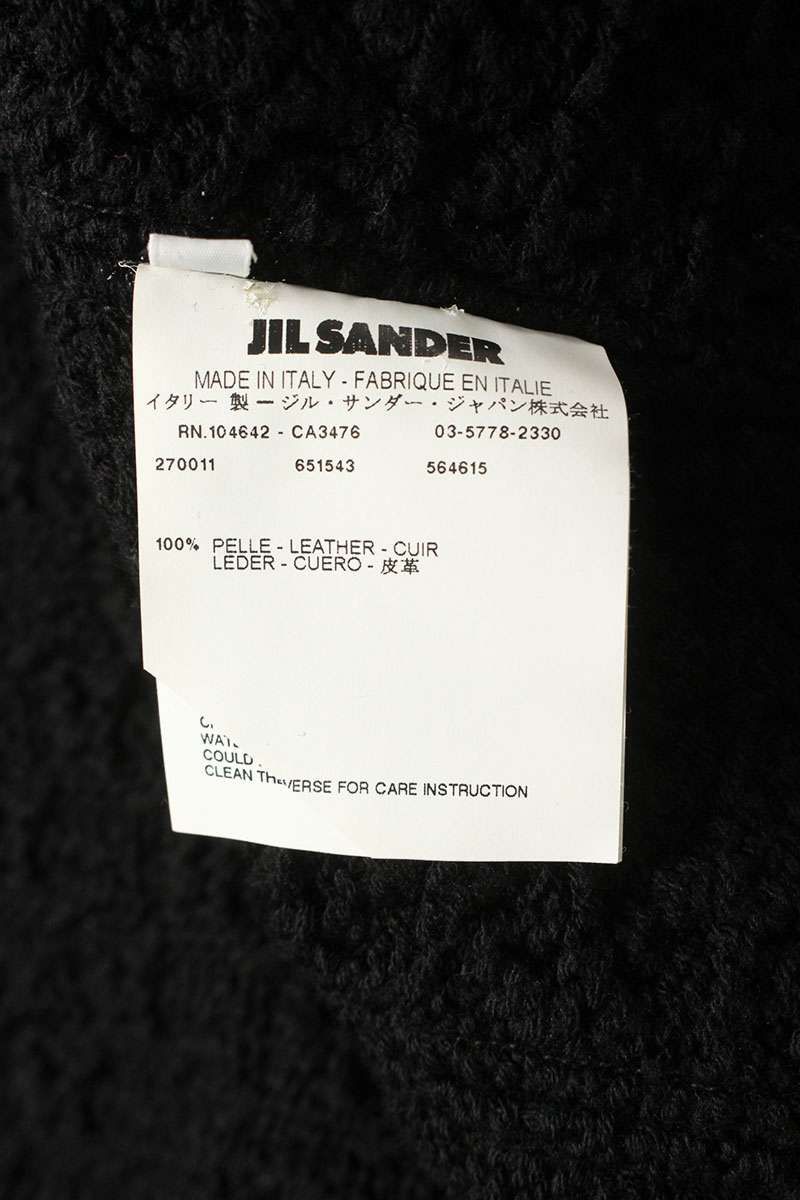 JIL SANDER
MADE IN ITALY - FABRIQUE EN ITALIE
イタリー 製 ー ジル・サンダー・ジャパン株式会社
RN.104642 - CA3476 03-5778-2330
270011 651543 564615
100% PELLE - LEATHER - CUIR
LEDER - CUERO - 皮革
COULD
CLEAN
FOR CARE INSTRUCTION